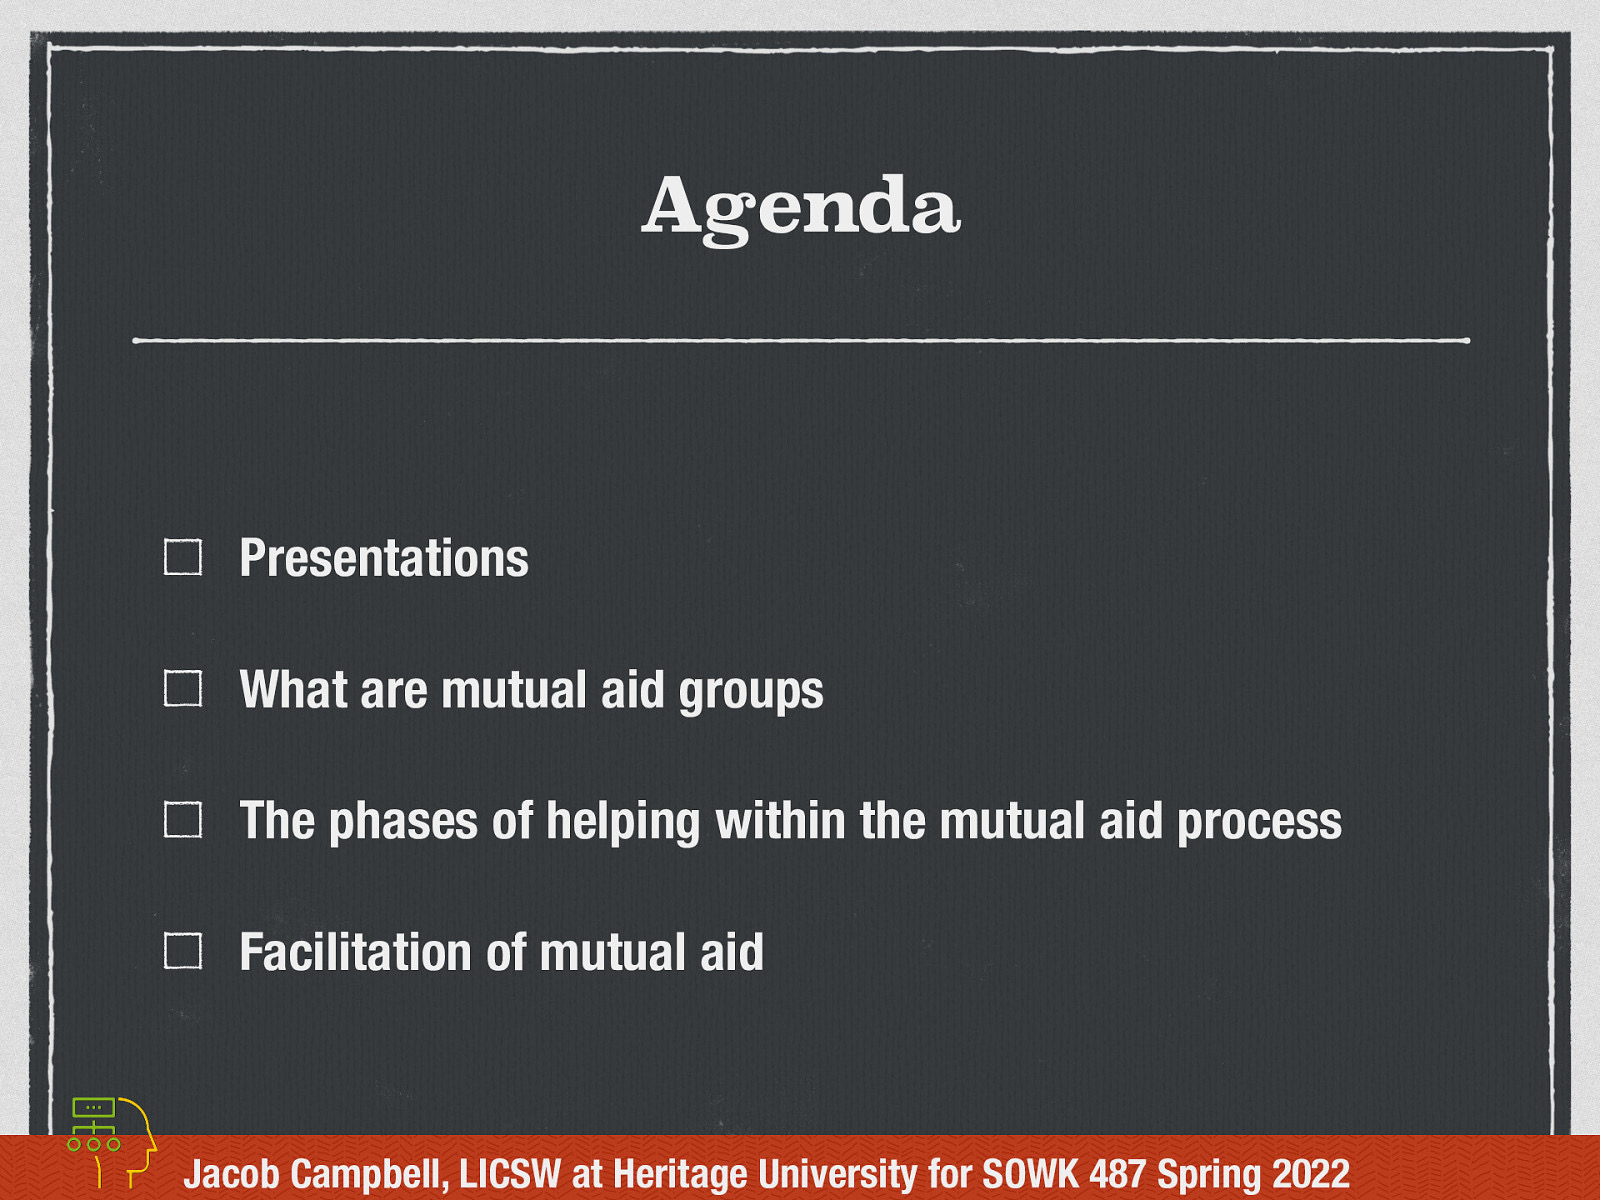 Agenda
Presentations
What are mutual aid groups
The phases of helping within the mutual aid process
Facilitation of mutual aid
Jacob Campbell, LICSW at Heritage University for SOWK 487 Spring 2022